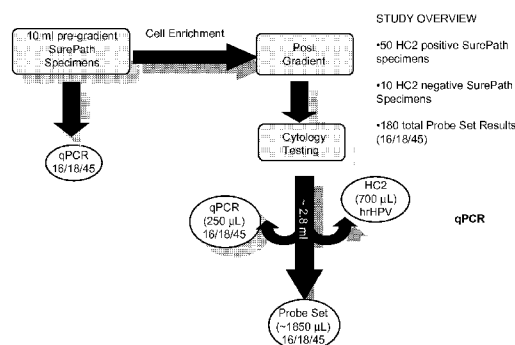 10 ml pre-gradient
SurePath
Specimens
Cell Enrichment
Post
Gradient
STUDY OVERVIEW
•50 HC2 positive SurePath
specimens
•10 HC2 negative SurePath
Specimens
•180 total Probe Set Results
(16/18/45)
qPCR
16/18/45
Cytology
Testing
qPCR
(250 µL)
16/18/45
~ 2.8 ml
HC2
(700 µL)
hrHPV
qPCR
Probe Set
(~1850 µL)
16/18/45